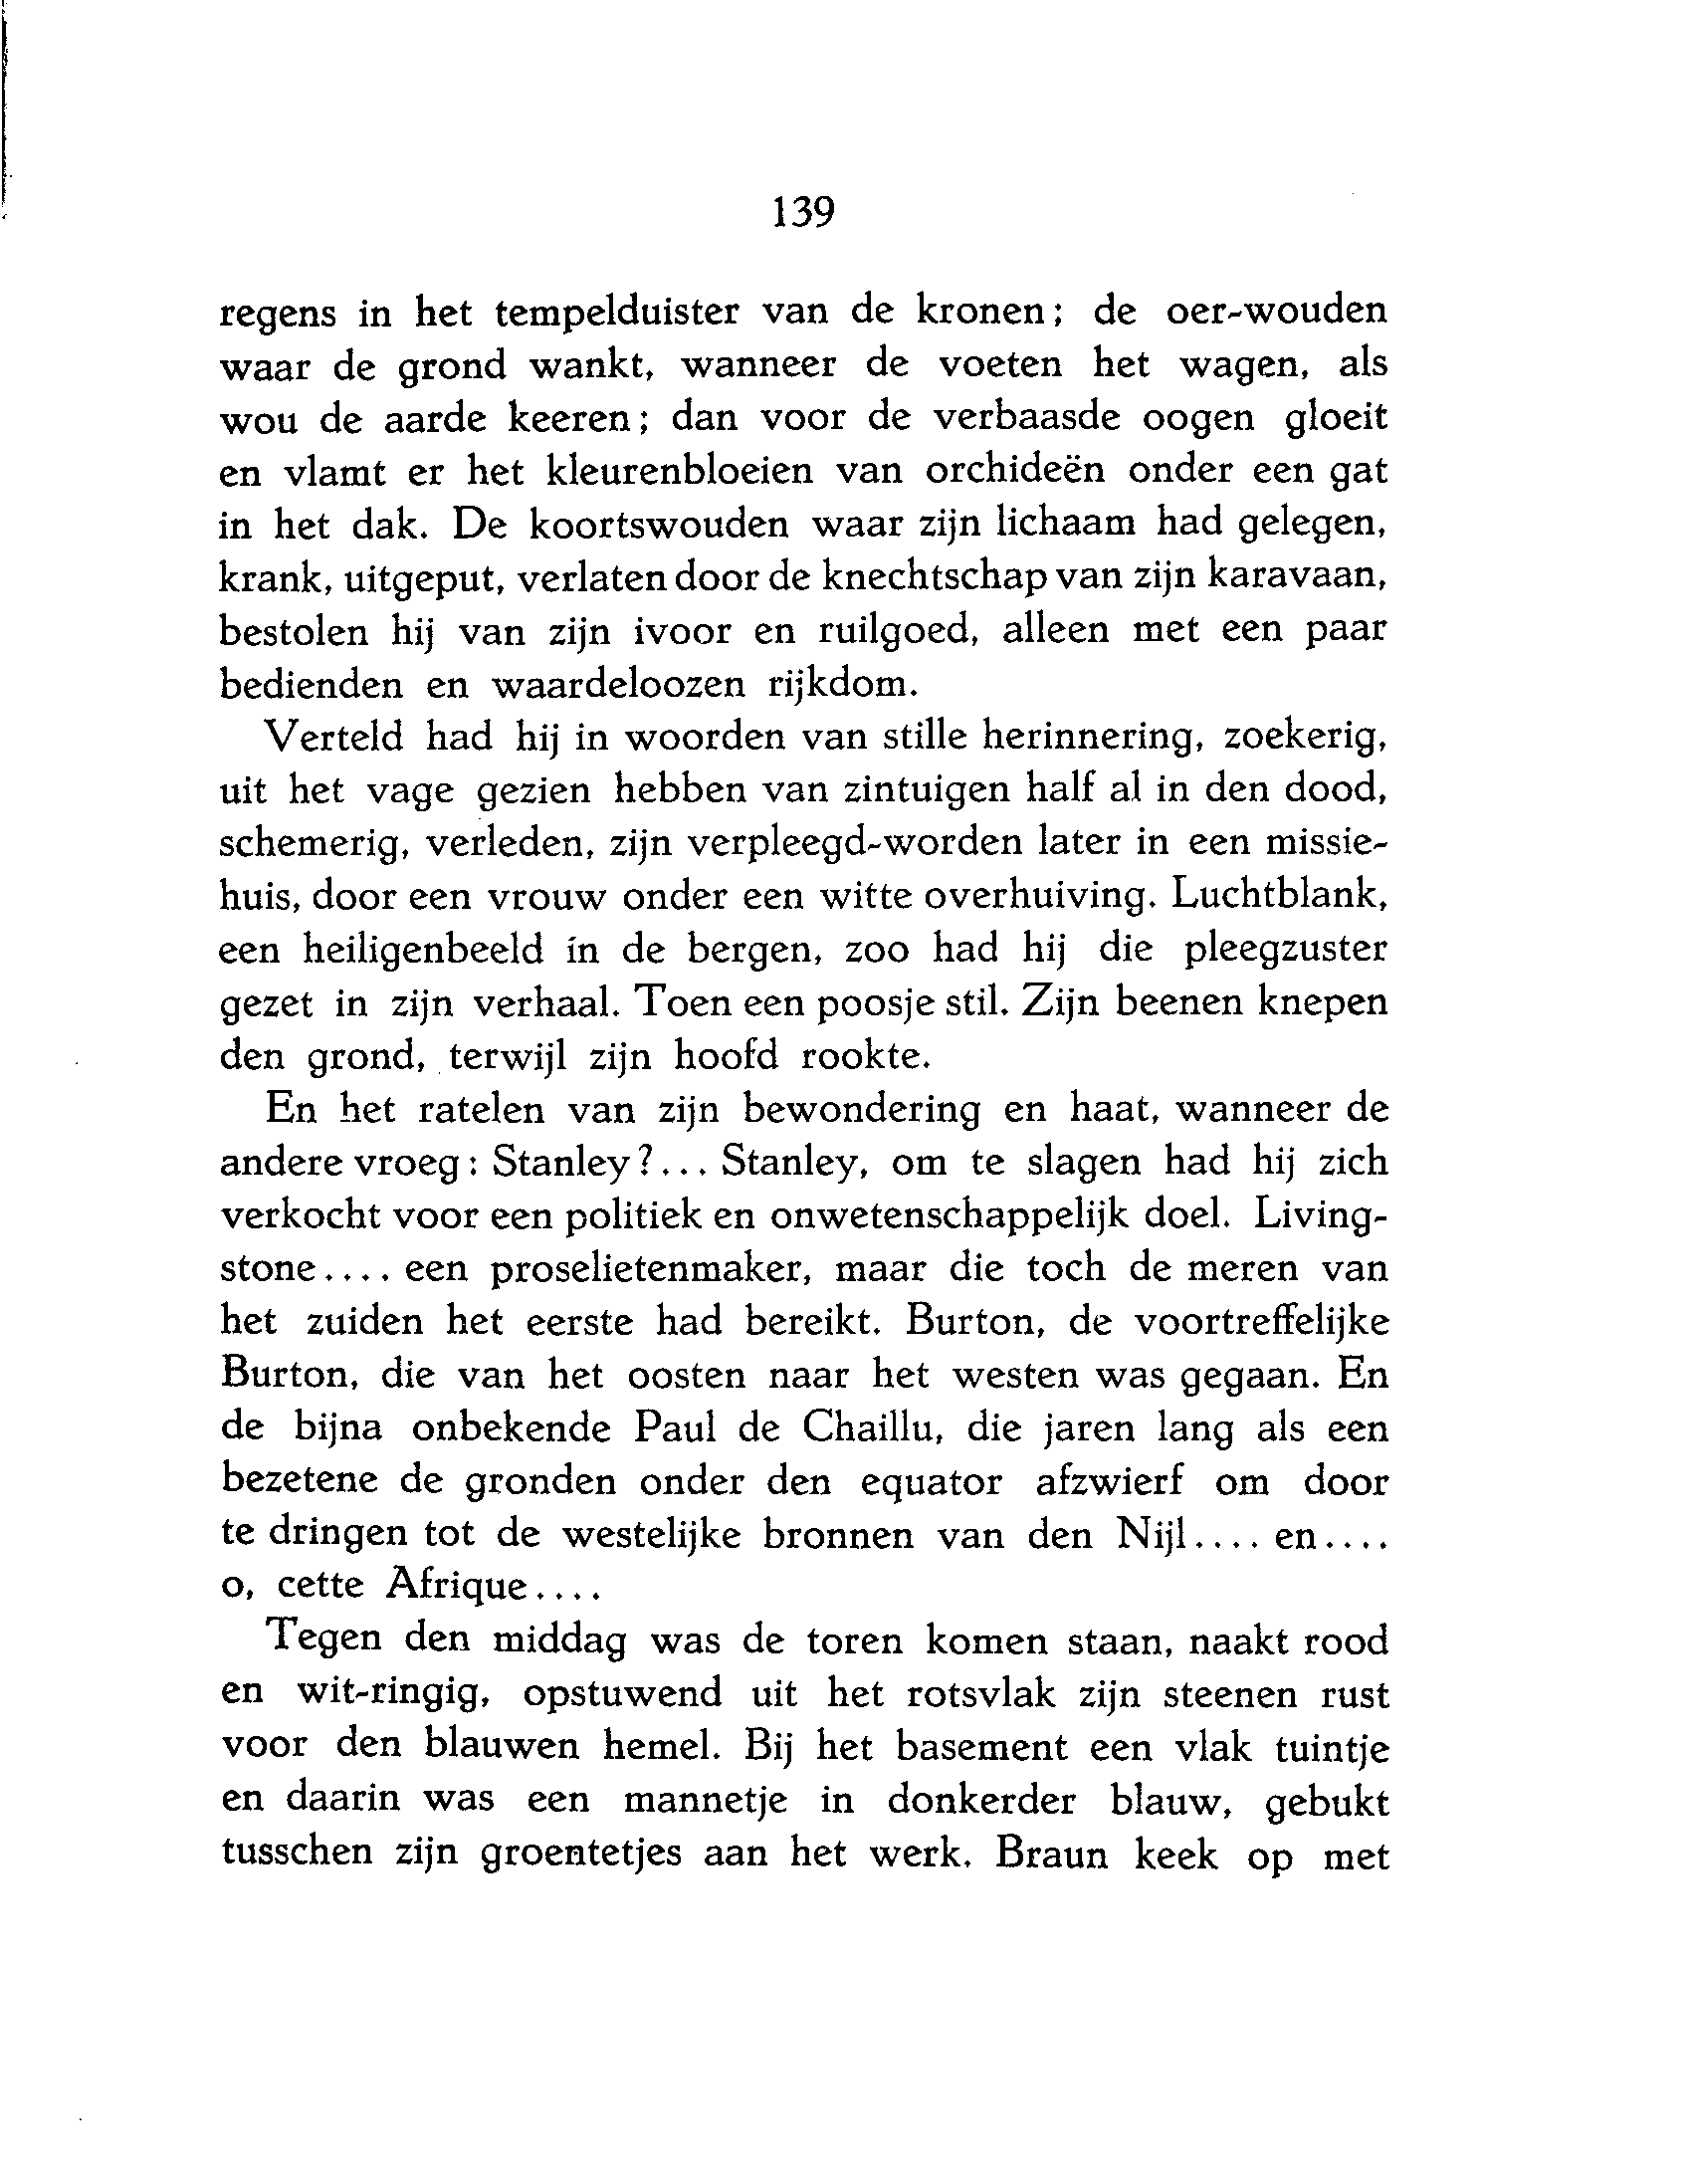 139
regens in het tempelduister van de kronen; de oer-wouden
waar de grond wankt, wanneer de voeten het wagen, als
wou de aarde keeren; dan voor de verbaasde oogen gloeit
en vlamt er het kleurenbloeien van orchideën onder een gat
in het dak. De koortswouden waar zijn lichaam had gelegen,
krank, uitgeput, verlaten door de knechtschap van zijn karavaan,
bestolen hij van zijn ivoor en ruilgoed, alleen met een paar
bedienden en waardeloozen rijkdom.
Verteld had hij in woorden van stille herinnering, zoekerig,
uit het vage gezien hebben van zintuigen half al in den dood,
schemerig, verleden, zijn verpleegd-worden later in een missie-
huis, door een vrouw onder een witte overhuiving. Luchtblank,
een heiligenbeeld in de bergen, zoo had hij die pleegzuster
gezet in zijn verhaal. Toen een poosje stil. Zijn beenen knepen
den grond, terwijl zijn hoofd rookte.
En het ratelen van zijn bewondering en haat, wanneer de
andere vroeg: Stanley?... Stanley, om te slagen had hij zich
verkocht voor een politiek en onwetenschappelijk doel. Living-
stone.... een proselietenmaker, maar die toch de meren van
het zuiden het eerste had bereikt. Burton, de voortreffelijke
Burton, die van het oosten naar het westen was gegaan. En
de bijna onbekende Paul de Chaillu, die jaren lang als een
bezetene de gronden onder den equator afzwierf om door
te dringen tot de westelijke bronnen van den Nijl.... en....
o, cette Afrique....
Tegen den middag was de toren komen staan, naakt rood
en wit-ringig, opstuwend uit het rotsvlak zijn steenen rust
voor den blauwen hemel. Bij het basement een vlak tuintje
en daarin was een mannetje in donkerder blauw, gebukt
tusschen zijn groentetjes aan het werk. Braun keek op met